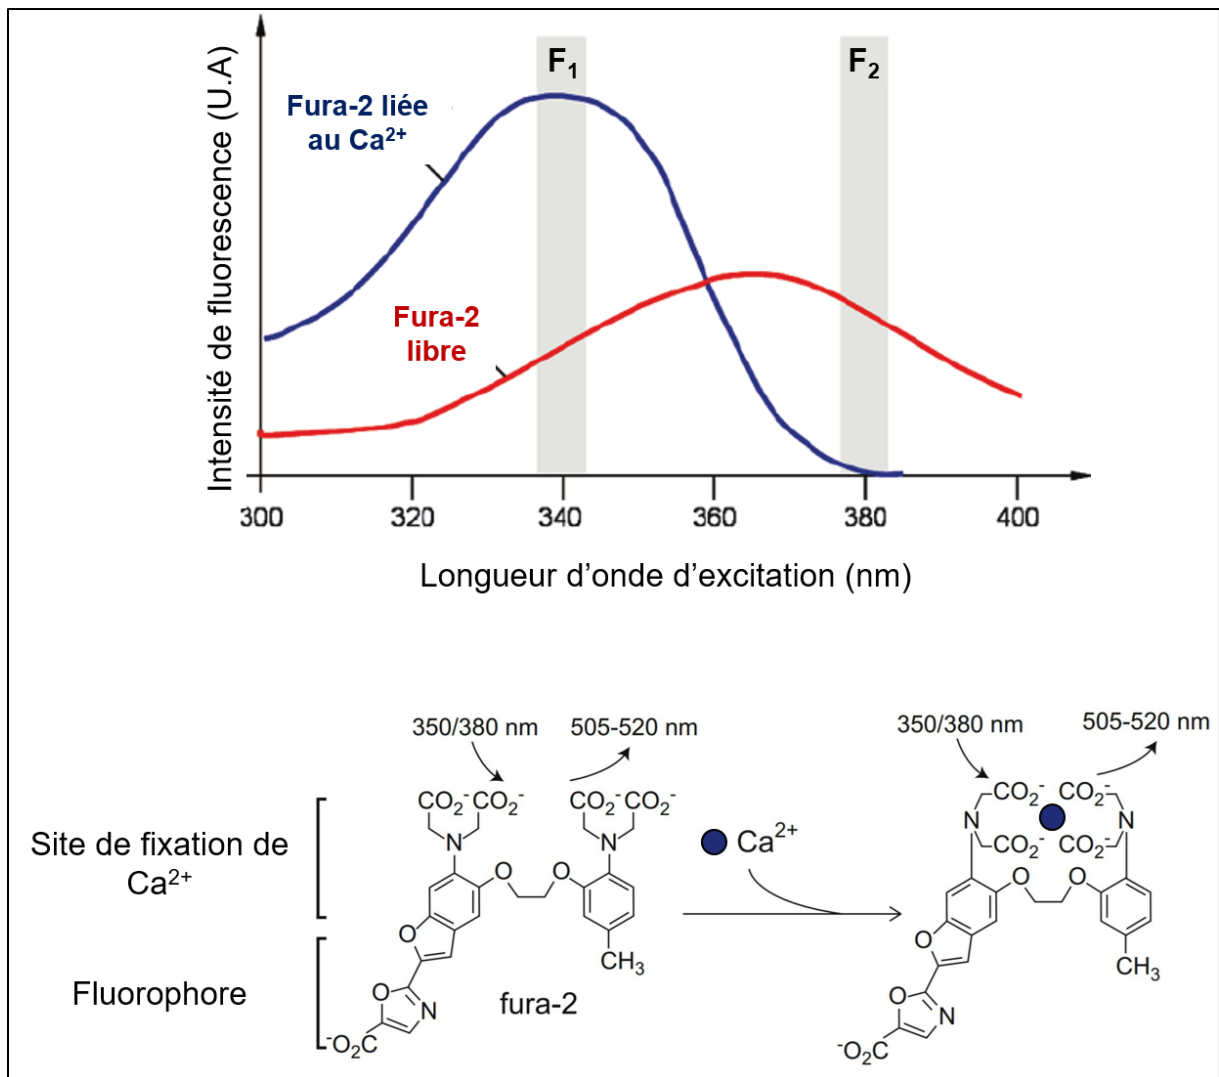 Intensité de fluorescence (U.A)
F₁
F₂
Fura-2 liée
au Ca²⁺
Fura-2
libre
300 320 340 360 380 400
Longueur d’onde d’excitation (nm)
350/380 nm
505-520 nm
350/380 nm
505-520 nm
CO₂⁻ CO₂⁻ CO₂⁻ CO₂⁻
CO₂⁻ CO₂⁻
N N
N N
CO₂⁻ CO₂⁻
Site de fixation de
Ca²⁺
Ca²⁺
O O
O O
O
O
CH₃
CH₃
Fluorophore
O N
fura-2
O N
⁻O₂C
⁻O₂C